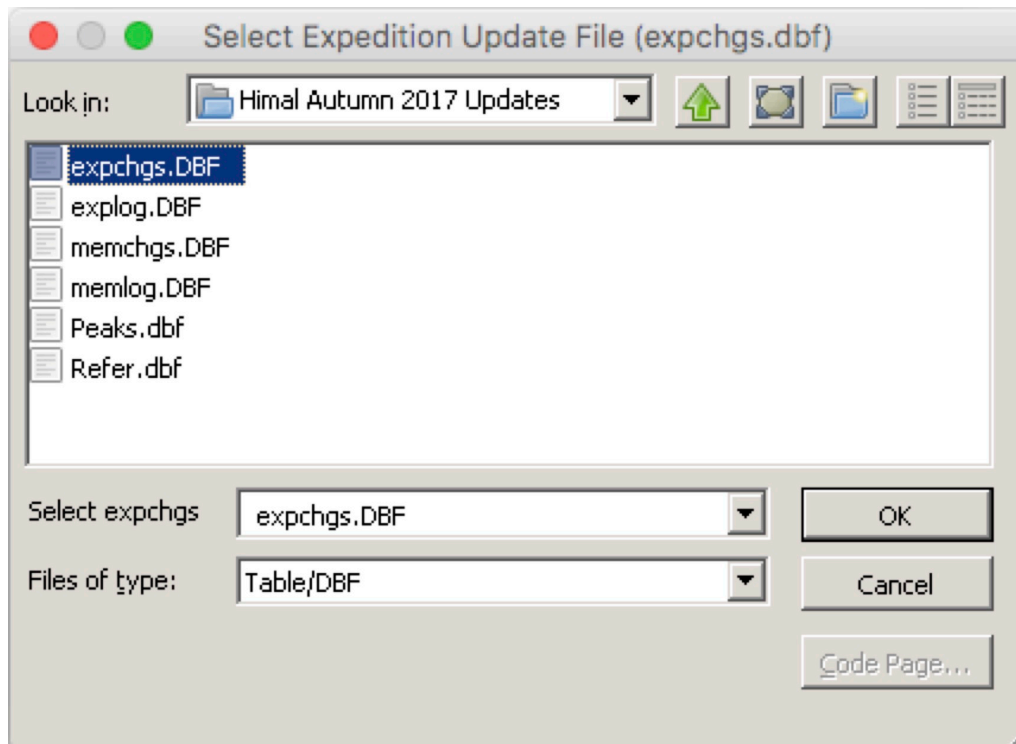 Select Expedition Update File (expchgs.dbf)
Look in: Himal Autumn 2017 Updates
expchgs.DBF
explog.DBF
memchgs.DBF
memlog.DBF
Peaks.dbf
Refer.dbf
Select expchgs expchgs.DBF OK
Files of type: Table/DBF Cancel
Code Page...